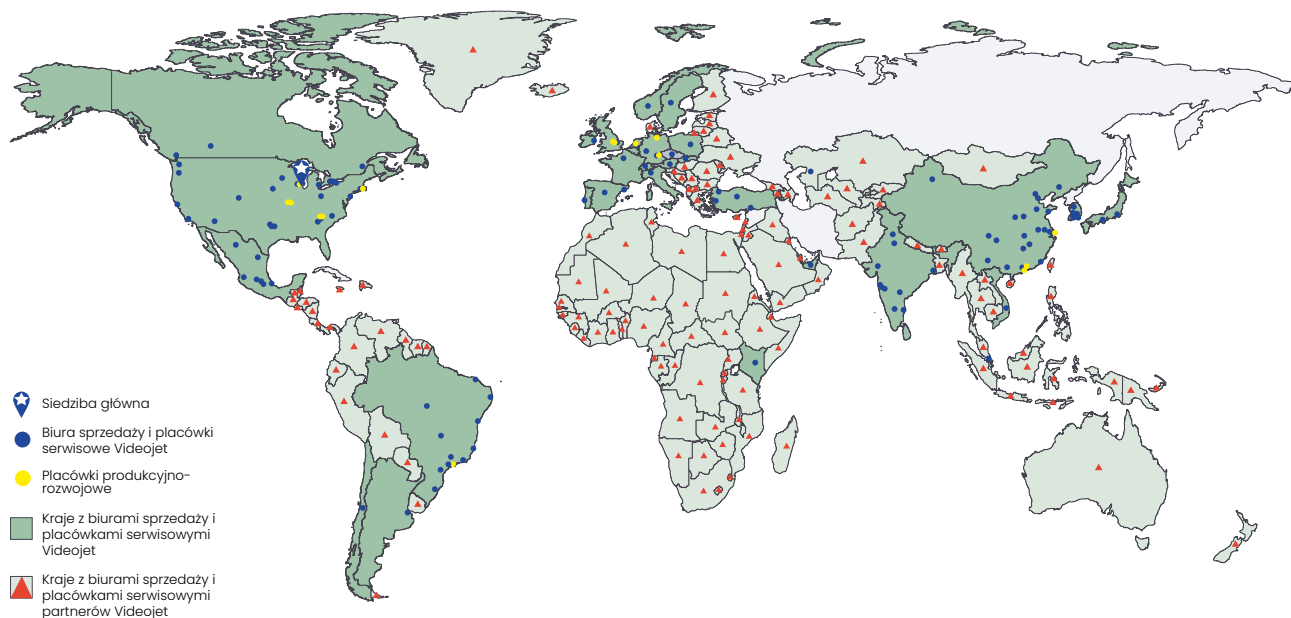 Siedziba główna
Biura sprzedaży i placówki
serwisowe Videojet
Placówki produkcyjno-
rozwojowe
Kraje z biurami sprzedaży i
placówkami serwisowymi
Videojet
Kraje z biurami sprzedaży i
placówkami serwisowymi
partnerów Videojet